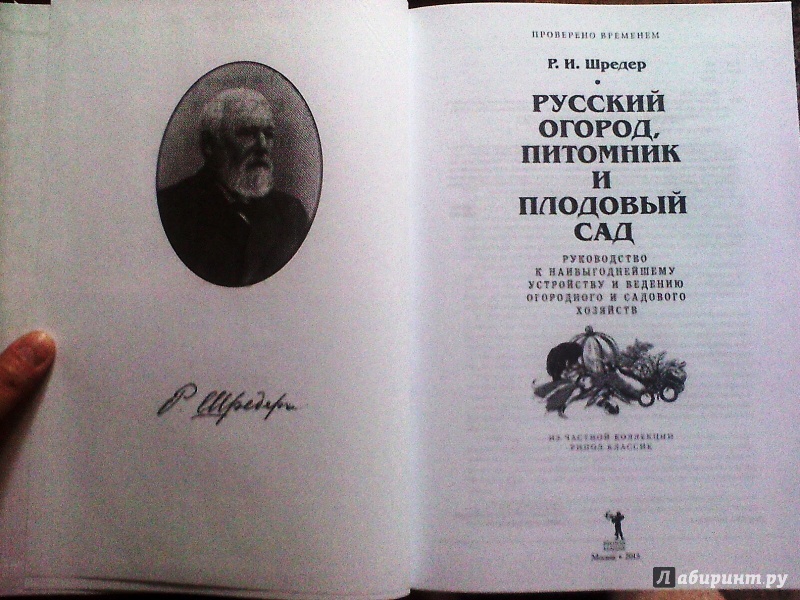 Р. Шредеръ
ПРОВЕРЕНО ВРЕМЕНЕМ
Р. И. Шредер
РУССКИЙ
ОГОРОД,
ПИТОМНИК
И
ПЛОДОВЫЙ
САД
РУКОВОДСТВО
К НАИВЫГОДНЕЙШЕМУ
УСТРОЙСТВУ И ВЕДЕНИЮ
ОГОРОДНОГО И САДОВОГО
ХОЗЯЙСТВ
ИЗ ЧАСТНОЙ КОЛЛЕКЦИИ
РИПОЛ КЛАССИК
Москва • 2013
Лабиринт.ру